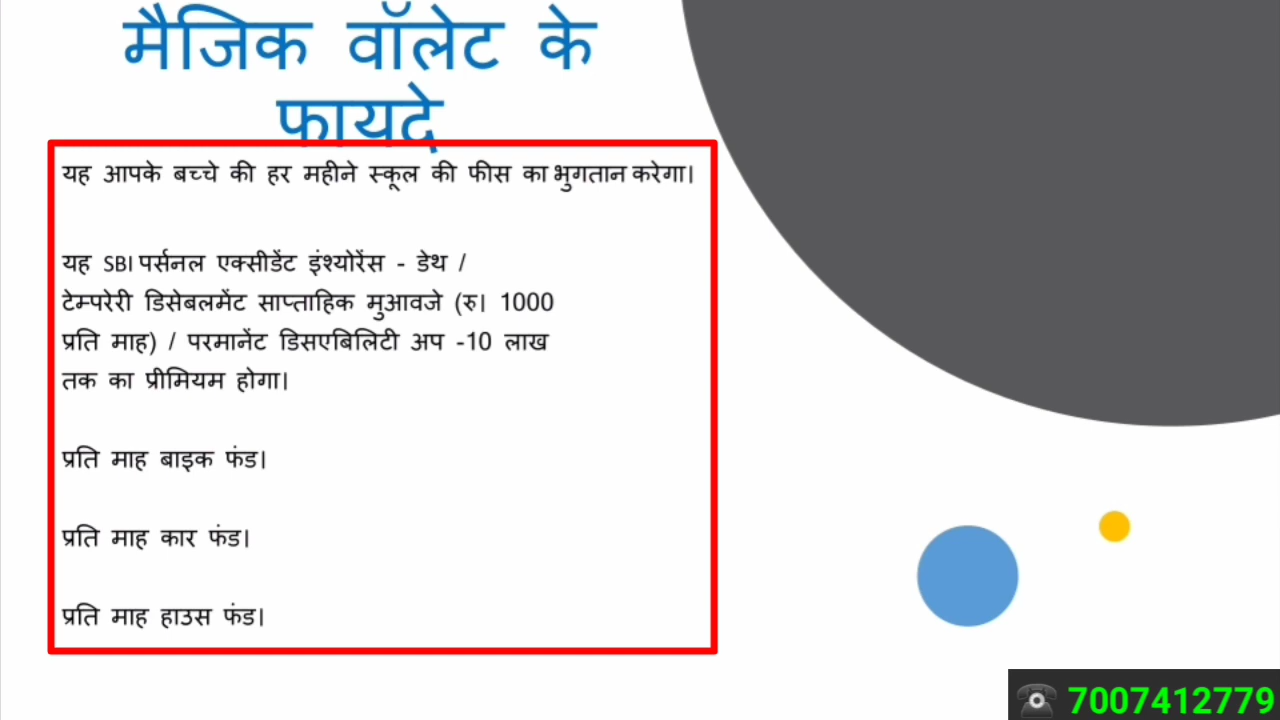 मैजिक वॉलेट के
फायदे
यह आपके बच्चे की हर महीने स्कूल की फीस का भुगतान करेगा।
यह SBI पर्सनल एक्सीडेंट इंश्योरेंस - डेथ /
टेम्परेरी डिसेबलमेंट साप्ताहिक मुआवजे (रु। 1000
प्रति माह) / परमानेंट डिसएबिलिटी अप -10 लाख
तक का प्रीमियम होगा।
प्रति माह बाइक फंड।
प्रति माह कार फंड।
प्रति माह हाउस फंड।
7007412779